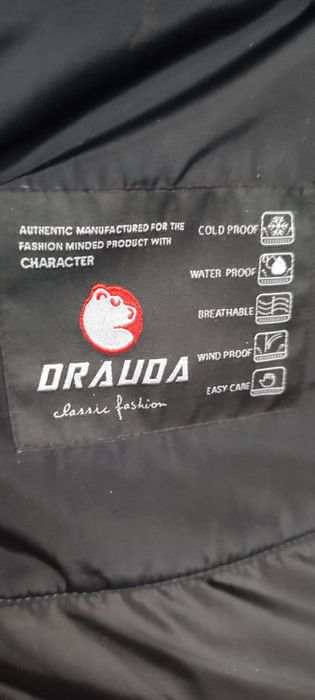 AUTHENTIC MANUFACTURED FOR THE
FASHION MINDED PRODUCT WITH
CHARACTER
DRAUDA
classic fashion
COLD PROOF
WATER PROOF
BREATHABLE
WIND PROOF
EASY CARE